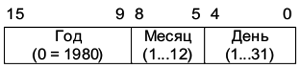 15 9 8 5 4 0
Год Месяц День
(0 = 1980) (1...12) (1...31)